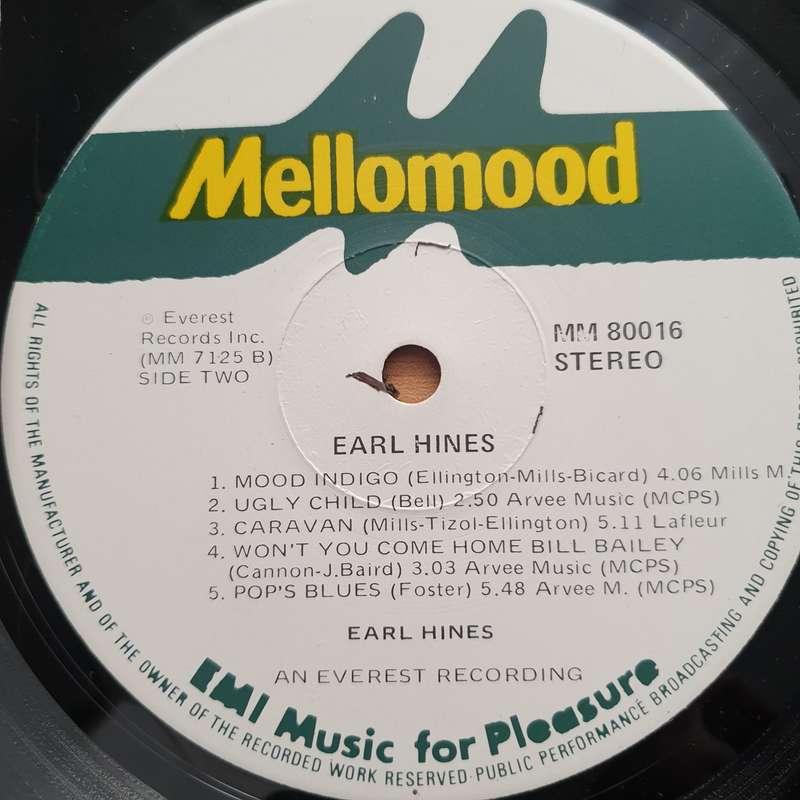 Mellomood
℗ Everest
Records Inc.
(MM 7125 B)
SIDE TWO
MM 80016
STEREO
EARL HINES
1. MOOD INDIGO (Ellington-Mills-Bicard) 4.06 Mills M.
2. UGLY CHILD (Bell) 2.50 Arvee Music (MCPS)
3. CARAVAN (Mills-Tizol-Ellington) 5.11 Lafleur
4. WON'T YOU COME HOME BILL BAILEY
(Cannon-J.Baird) 3.03 Arvee Music (MCPS)
5. POP'S BLUES (Foster) 5.48 Arvee M. (MCPS)
EARL HINES
AN EVEREST RECORDING
EMI Music for Pleasure
ALL RIGHTS OF THE MANUFACTURER AND OF THE OWNER OF THE RECORDED WORK RESERVED·PUBLIC PERFORMANCE BROADCASTING AND COPYING OF THIS RECORD PROHIBITED